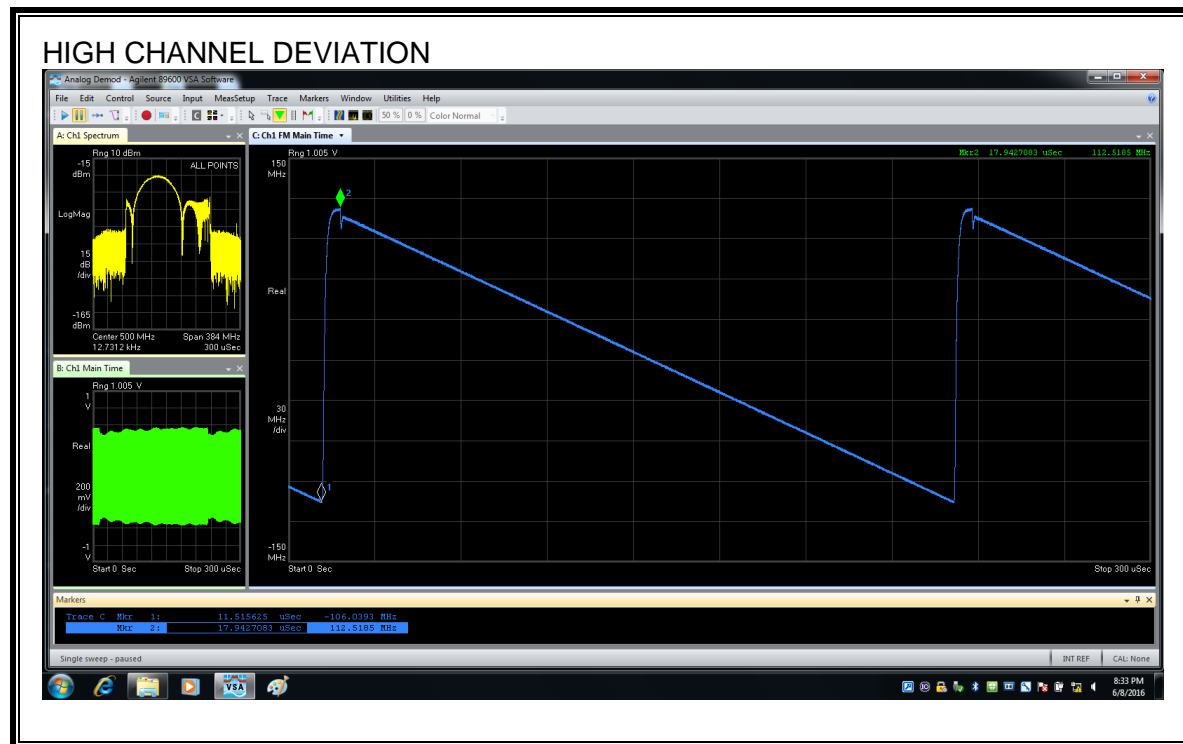 HIGH CHANNEL DEVIATION
Analog Demod - Agilent 89600 VSA Software
File Edit Control Source Input MeasSetup Trace Markers Window Utilities Help
50 % 0 % Color Normal
A: Ch1 Spectrum
Rng 10 dBm
-15
dBm
ALL POINTS
LogMag
15
dB
/div
-165
dBm
Center 500 MHz Span 384 MHz
12.7312 kHz 300 uSec
B: Ch1 Main Time
Rng 1.005 V
1
V
Real
200
mV
/div
-1
V
Start 0 Sec Stop 300 uSec
C: Ch1 FM Main Time
Rng 1.005 V
Mkr2 17.9427083 uSec 112.5185 MHz
150
MHz
2
Real
30
MHz
/div
1
-150
MHz
Start 0 Sec Stop 300 uSec
Markers
Trace C Mkr 1: 11.515625 uSec -106.0393 MHz
Mkr 2: 17.9427083 uSec 112.5185 MHz
Single sweep - paused
INT REF CAL: None
VSA
8:33 PM
6/8/2016